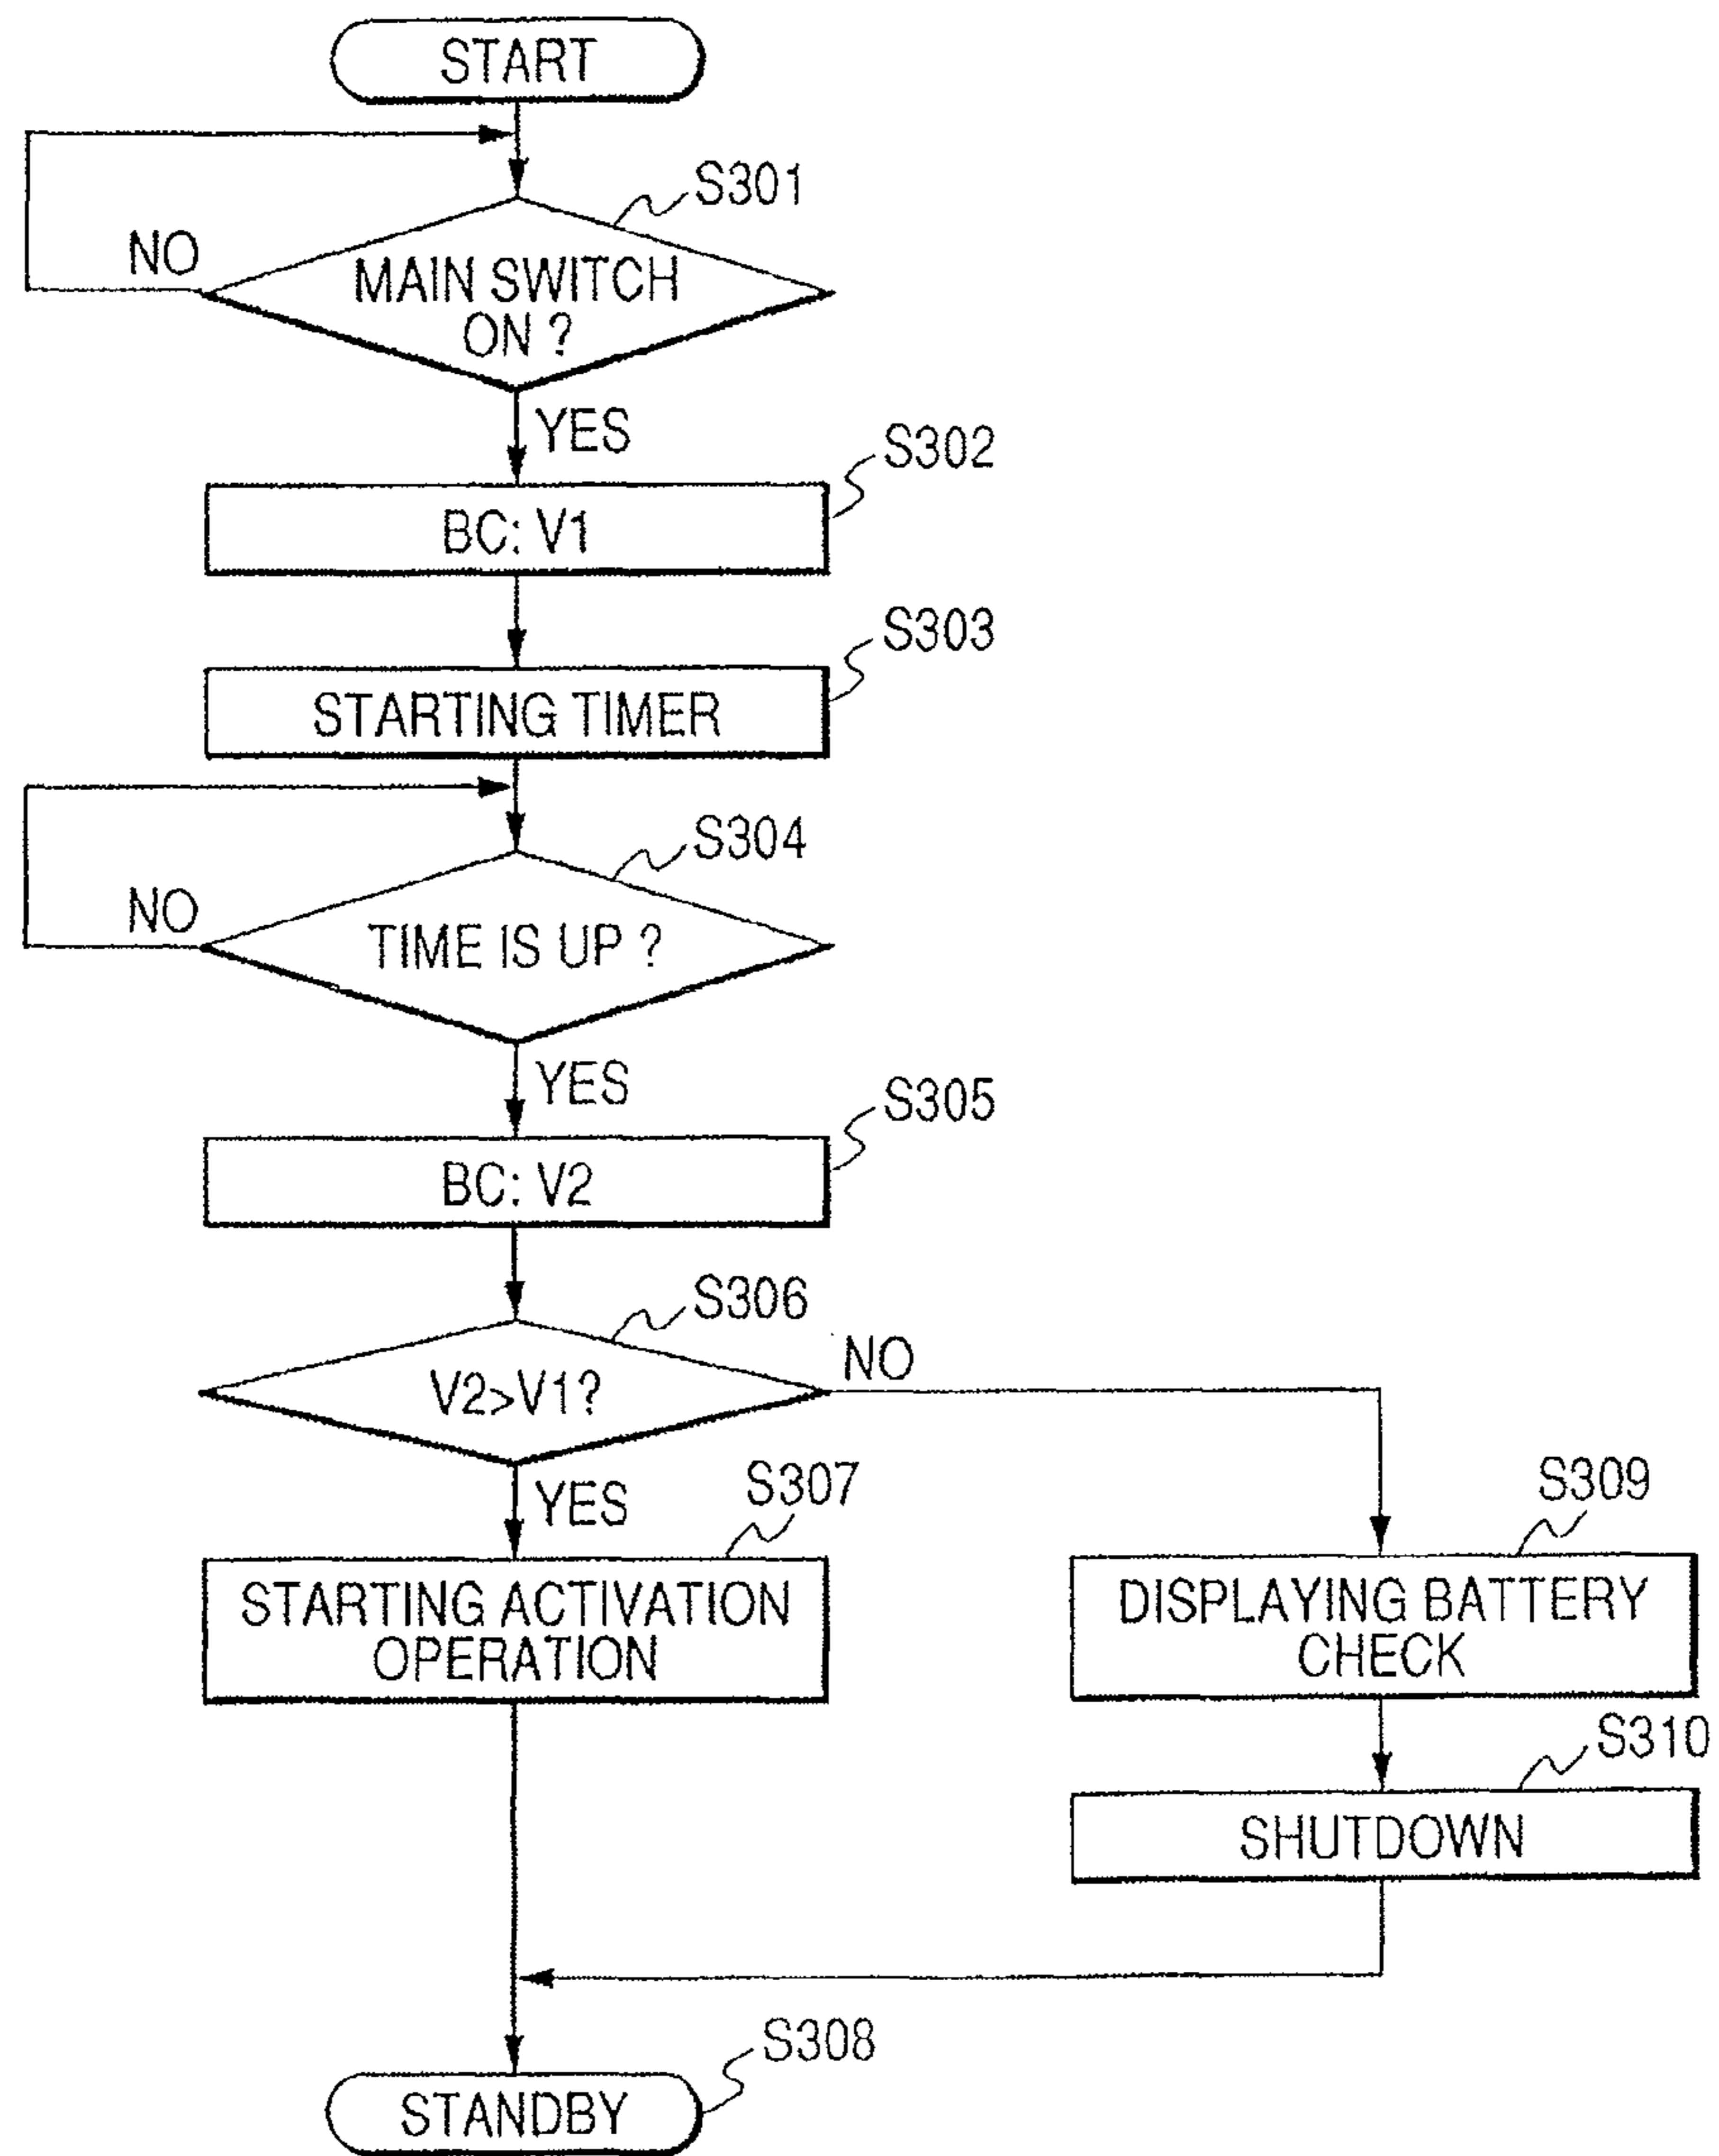 START
S301
NO
MAIN SWITCH
ON ?
YES
S302
BC: V1
S303
STARTING TIMER
S304
NO
TIME IS UP ?
YES
S305
BC: V2
S306
NO
V2>V1?
YES
S307
STARTING ACTIVATION
OPERATION
S309
DISPLAYING BATTERY
CHECK
S310
SHUTDOWN
S308
STANDBY